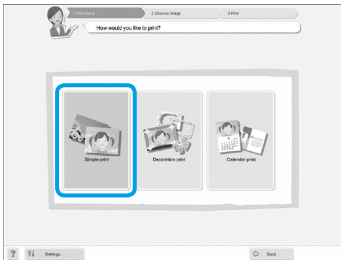 1 Print menu
2 Choose image
3 Print
How would you like to print?
Simple print
Decoration print
Calendar print
?
Settings...
Back